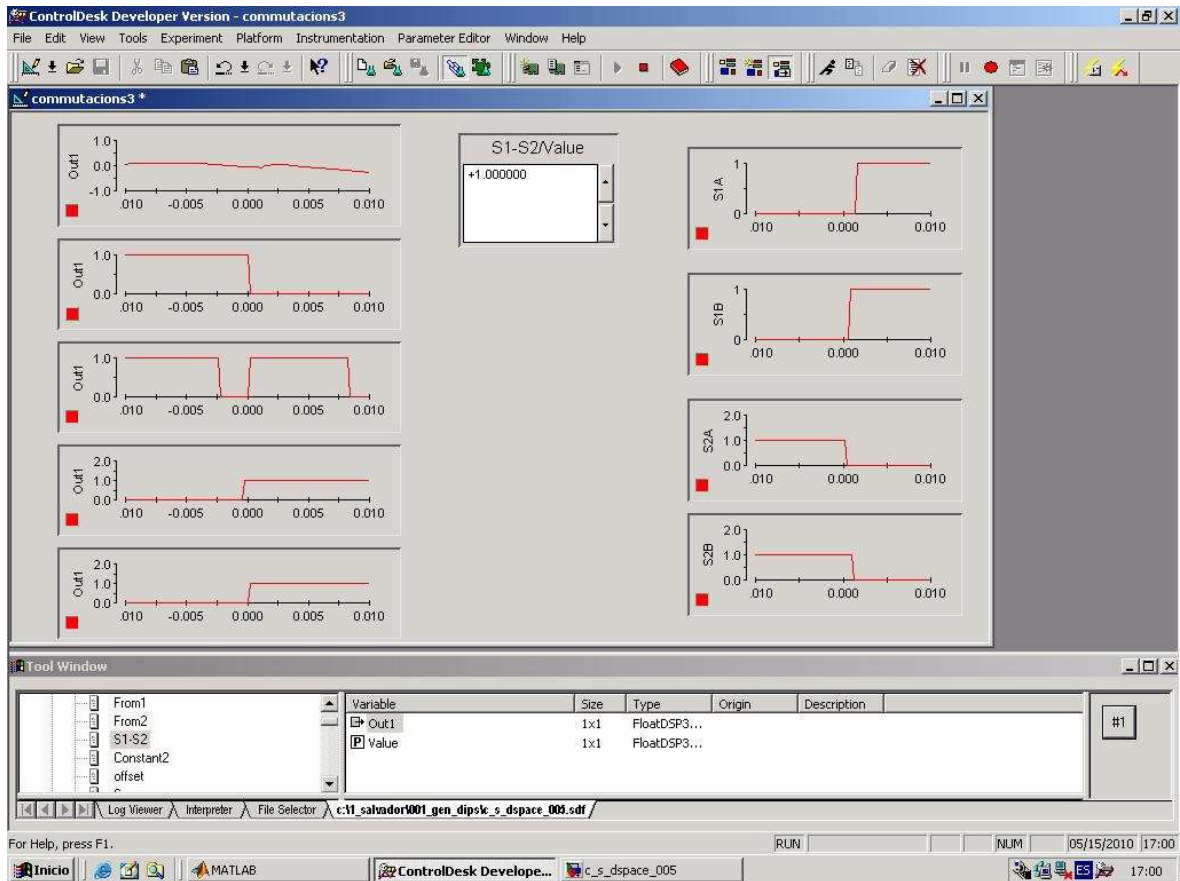 ControlDesk Developer Version - commutacions3
File Edit View Tools Experiment Platform Instrumentation Parameter Editor Window Help
commutacions3 *
Out1
1.0
0.0
-1.0
.010 -0.005 0.000 0.005 0.010
Out1
1.0
0.0
.010 -0.005 0.000 0.005 0.010
Out1
1.0
0.0
.010 -0.005 0.000 0.005 0.010
Out1
2.0
1.0
0.0
.010 -0.005 0.000 0.005 0.010
Out1
2.0
1.0
0.0
.010 -0.005 0.000 0.005 0.010
S1-S2/Value
+1.000000
S1A
1
0
.010 0.000 0.010
S1B
1
0
.010 0.000 0.010
S2A
2.0
1.0
0.0
.010 0.000 0.010
S2B
2.0
1.0
0.0
.010 0.000 0.010
Tool Window
From1
From2
S1-S2
Constant2
offset
Variable Size Type Origin Description
Out1 1x1 FloatDSP3...
P Value 1x1 FloatDSP3...
#1
Log Viewer Interpreter File Selector c:\1_salvador\001_gen_dips\c_s_dspace_005.sdf
For Help, press F1. RUN NUM 05/15/2010 17:00
Inicio MATLAB ControlDesk Develope... c_s_dspace_005 ES 17:00